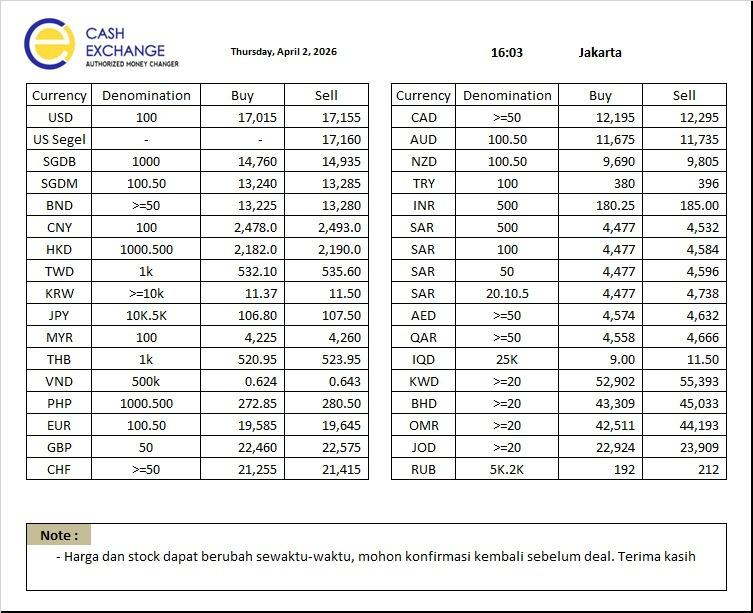 CASH
EXCHANGE
AUTHORIZED MONEY CHANGER
Thursday, April 2, 2026 16:03 Jakarta
Currency Denomination Buy Sell
USD 100 17,015 17,155
US Segel - - 17,160
SGDB 1000 14,760 14,935
SGDM 100.50 13,240 13,285
BND >=50 13,225 13,280
CNY 100 2,478.0 2,493.0
HKD 1000.500 2,182.0 2,190.0
TWD 1k 532.10 535.60
KRW >=10k 11.37 11.50
JPY 10K.5K 106.80 107.50
MYR 100 4,225 4,260
THB 1k 520.95 523.95
VND 500k 0.624 0.643
PHP 1000.500 272.85 280.50
EUR 100.50 19,585 19,645
GBP 50 22,460 22,575
CHF >=50 21,255 21,415
Currency Denomination Buy Sell
CAD >=50 12,195 12,295
AUD 100.50 11,675 11,735
NZD 100.50 9,690 9,805
TRY 100 380 396
INR 500 180.25 185.00
SAR 500 4,477 4,532
SAR 100 4,477 4,584
SAR 50 4,477 4,596
SAR 20.10.5 4,477 4,738
AED >=50 4,574 4,632
QAR >=50 4,558 4,666
IQD 25K 9.00 11.50
KWD >=20 52,902 55,393
BHD >=20 43,309 45,033
OMR >=20 42,511 44,193
JOD >=20 22,924 23,909
RUB 5K.2K 192 212
Note :
- Harga dan stock dapat berubah sewaktu-waktu, mohon konfirmasi kembali sebelum deal. Terima kasih